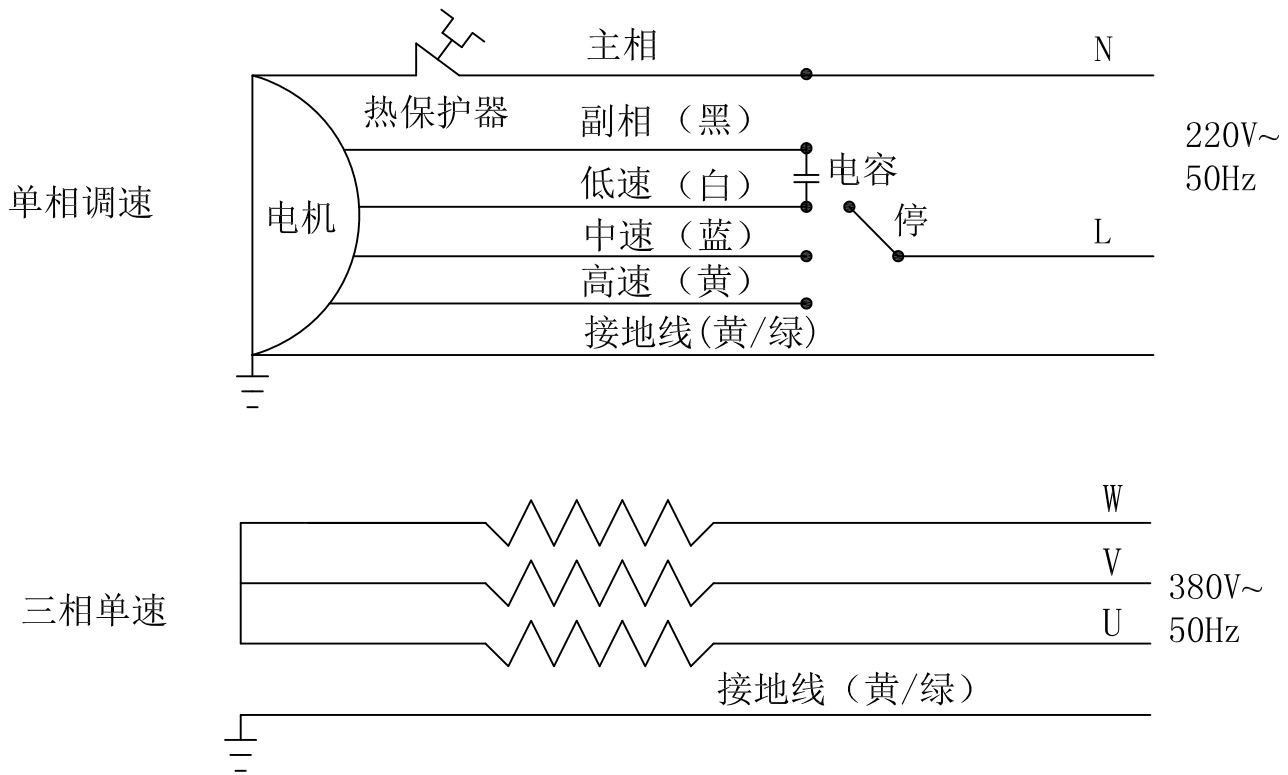 主相
N
热保护器
副相（黑）
220V~
50Hz
电容
低速（白）
单相调速
电机
停
中速（蓝）
L
高速（黄）
接地线(黄/绿)
W
V
380V~
50Hz
三相单速
U
接地线（黄/绿）